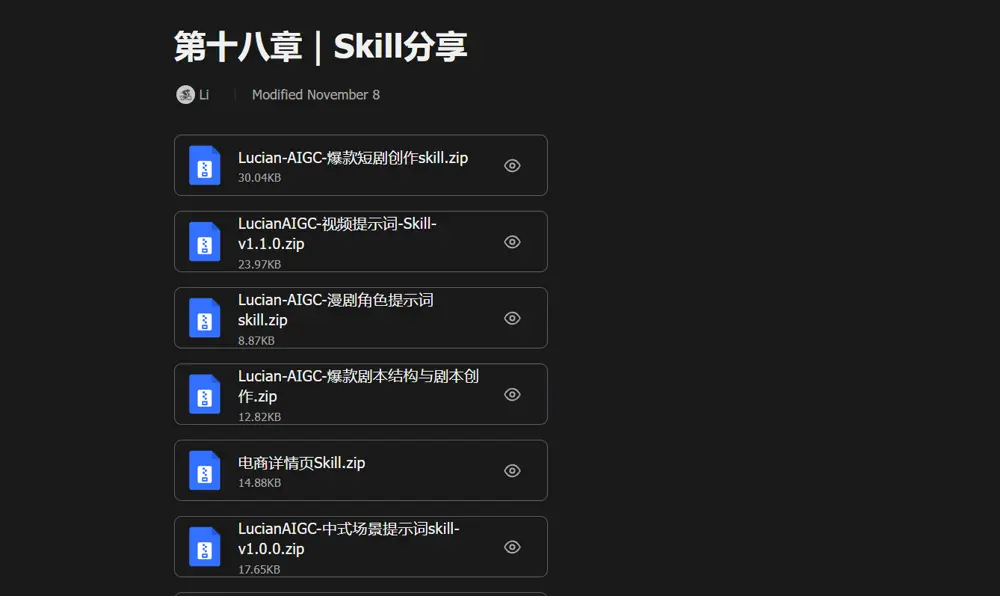 第十八章｜Skill分享
Li
Modified November 8
Lucian-AIGC-爆款短剧创作skill.zip
30.04KB
LucianAIGC-视频提示词-Skill-
v1.1.0.zip
23.97KB
Lucian-AIGC-漫剧角色提示词
skill.zip
8.87KB
Lucian-AIGC-爆款剧本结构与剧本创
作.zip
12.82KB
电商详情页Skill.zip
14.88KB
LucianAIGC-中式场景提示词skill-
v1.0.0.zip
17.65KB